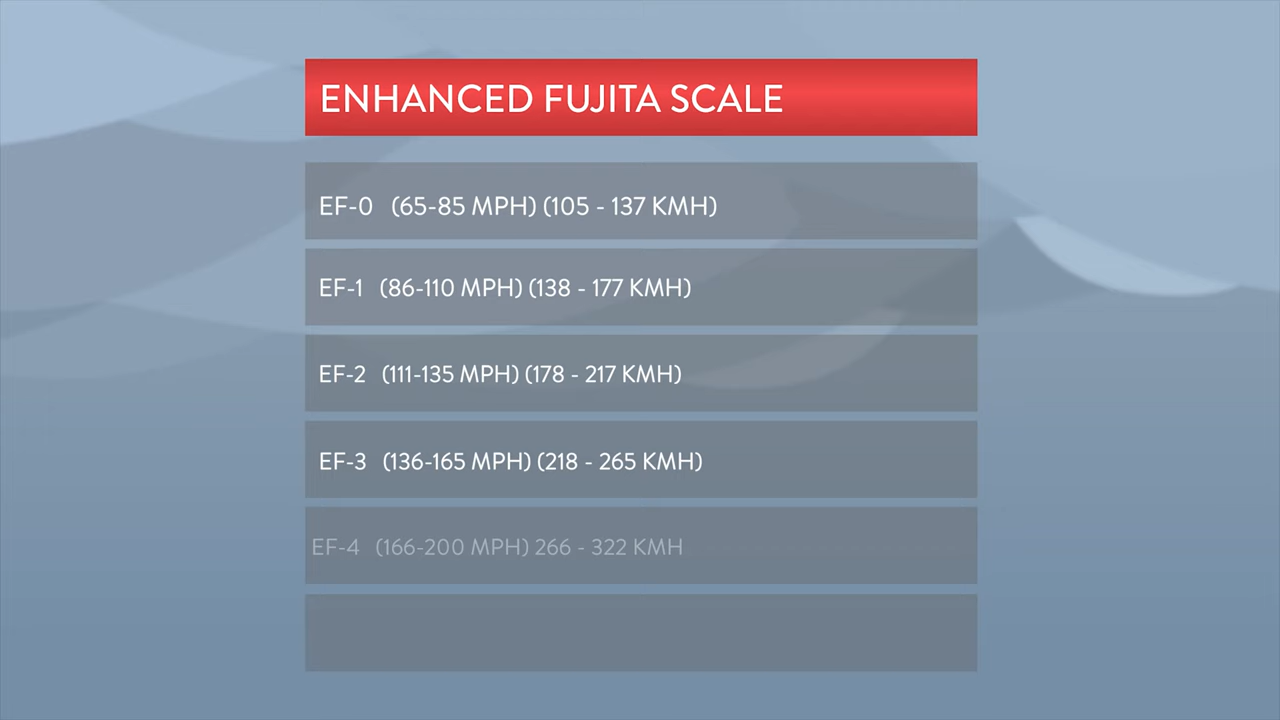 ENHANCED FUJITA SCALE
EF-0 (65-85 MPH) (105 - 137 KMH)
EF-1 (86-110 MPH) (138 - 177 KMH)
EF-2 (111-135 MPH) (178 - 217 KMH)
EF-3 (136-165 MPH) (218 - 265 KMH)
EF-4 (166-200 MPH) 266 - 322 KMH